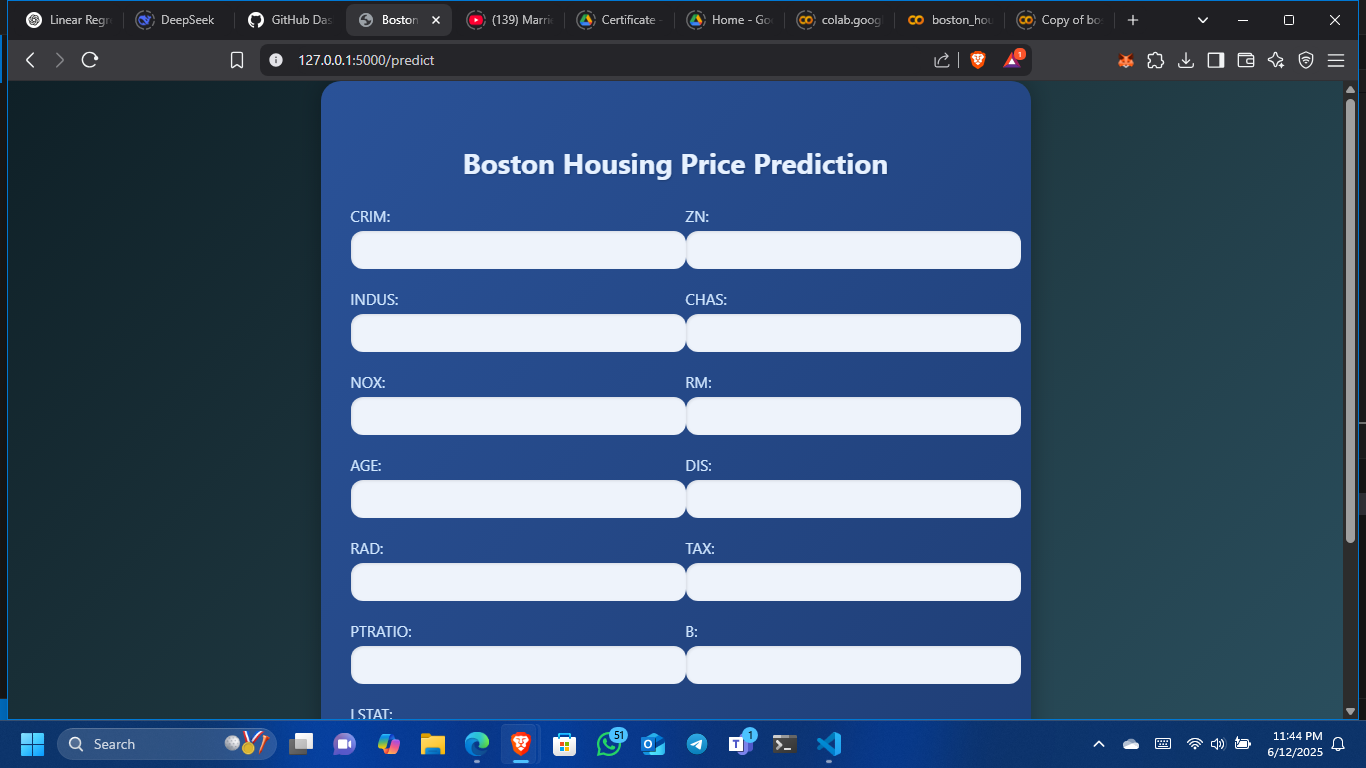 Linear Regr
DeepSeek
GitHub Das
Boston
(139) Marri
Certificate -
Home - Go
colab.googl
boston_hou
Copy of bo
127.0.0.1:5000/predict
1
Boston Housing Price Prediction
CRIM: ZN:
INDUS: CHAS:
NOX: RM:
AGE: DIS:
RAD: TAX:
PTRATIO: B:
LSTAT:
Search
51
1
11:44 PM
6/12/2025